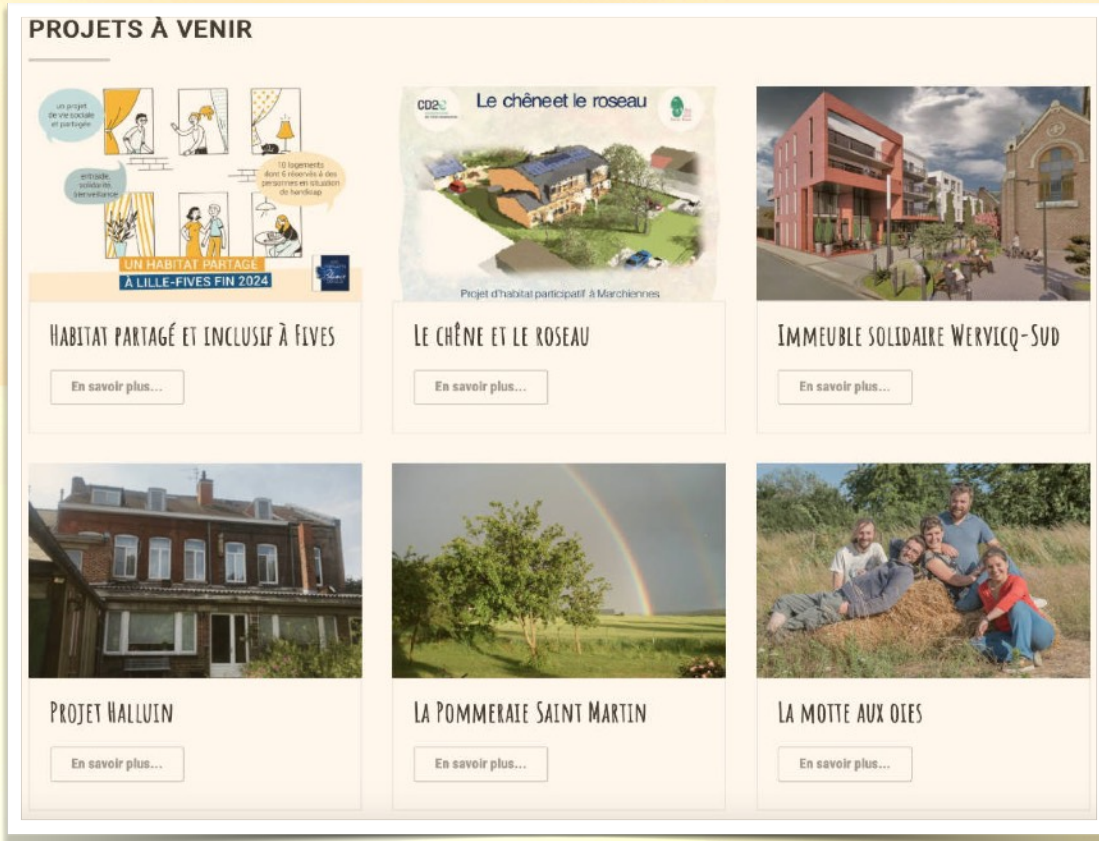 PROJETS À VENIR
un projet
de vie sociale
et partagée
entraide,
solidarité,
bienveillance
10 logements
dont 6 réservés à des
personnes en situation
de handicap
UN HABITAT PARTAGÉ
À LILLE-FIVES FIN 2024
CD2E
Le chêne et le roseau
Projet d'habitat participatif à Marchiennes
HABITAT PARTAGÉ ET INCLUSIF À FIVES
LE CHÊNE ET LE ROSEAU
IMMEUBLE SOLIDAIRE WERVICQ-SUD
En savoir plus...
En savoir plus...
En savoir plus...
PROJET HALLUIN
LA POMMERAIE SAINT MARTIN
LA MOTTE AUX OIES
En savoir plus...
En savoir plus...
En savoir plus...